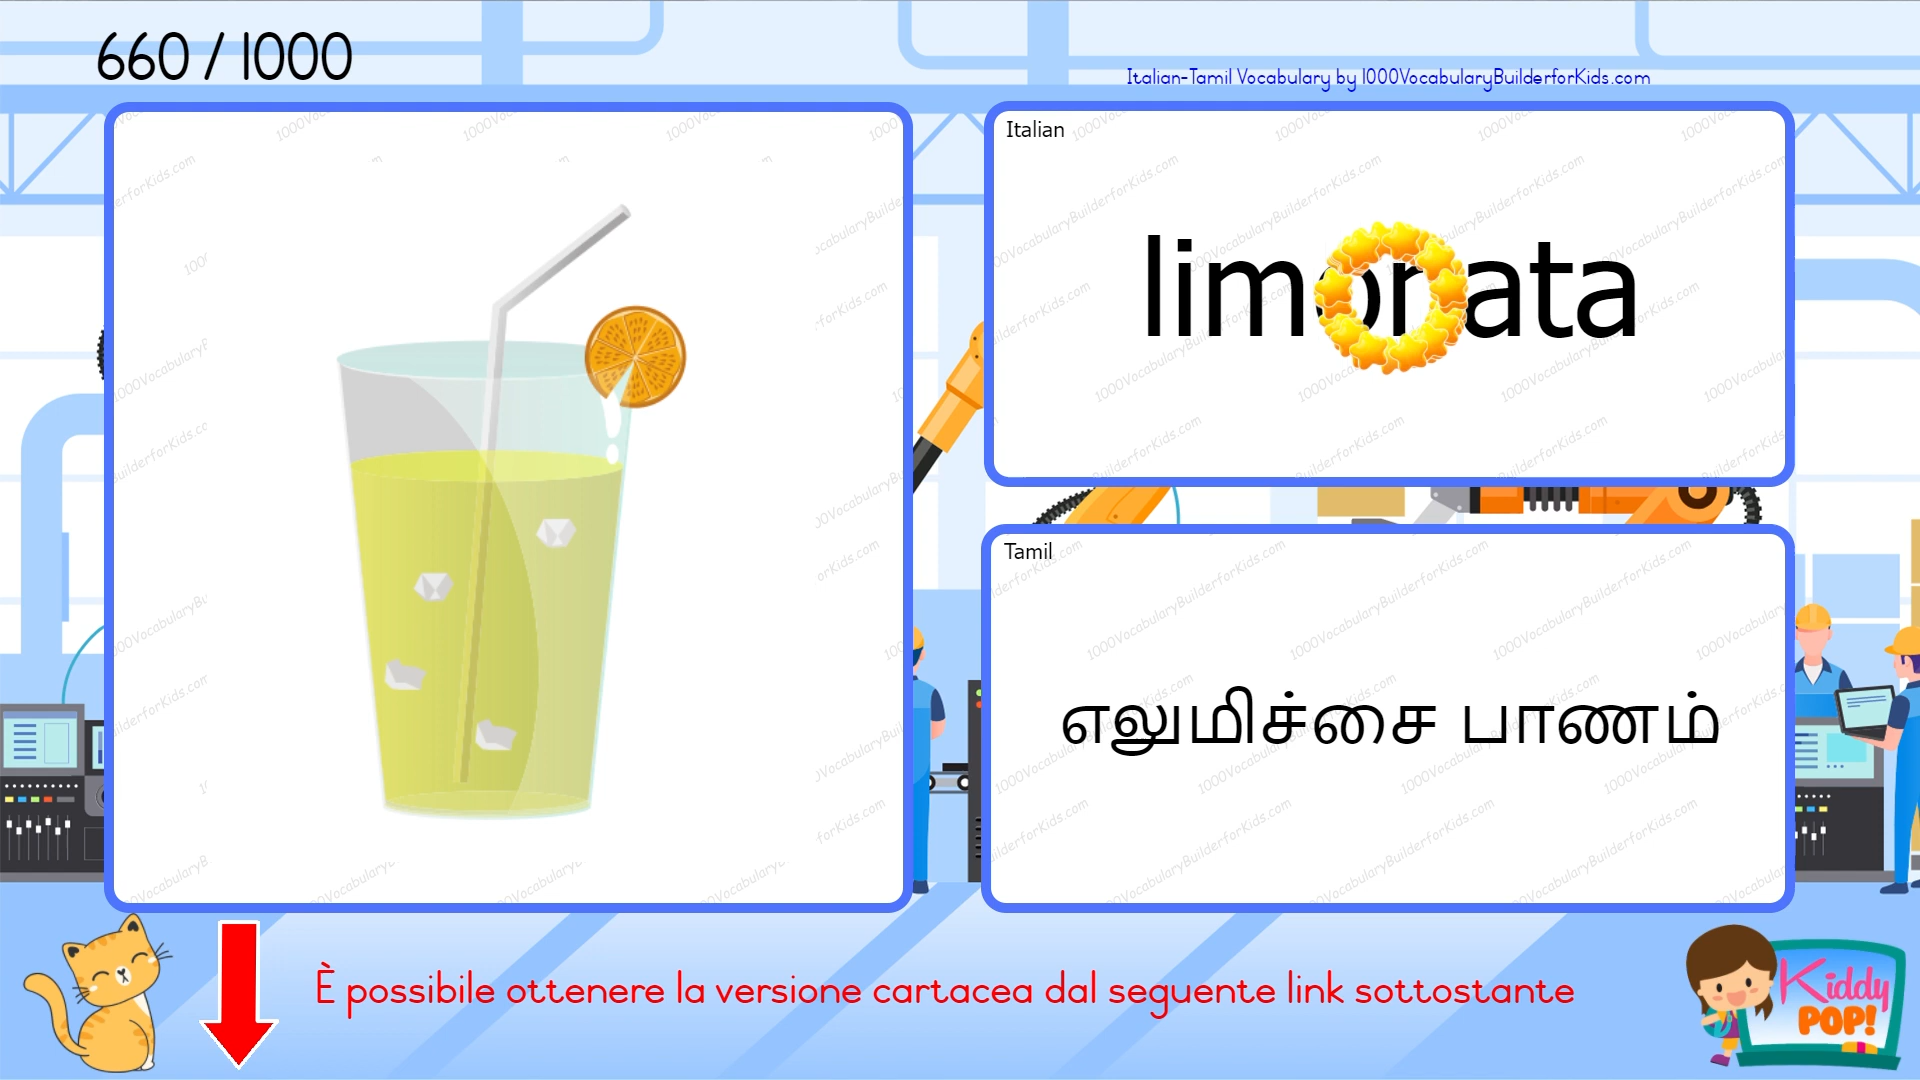 660 / 1000
Italian-Tamil Vocabulary by 1000VocabularyBuilderforKids.com
Italian
limonata
Tamil
எலுமிச்சை பாணம்
È possibile ottenere la versione cartacea dal seguente link sottostante
Kiddy
POP!